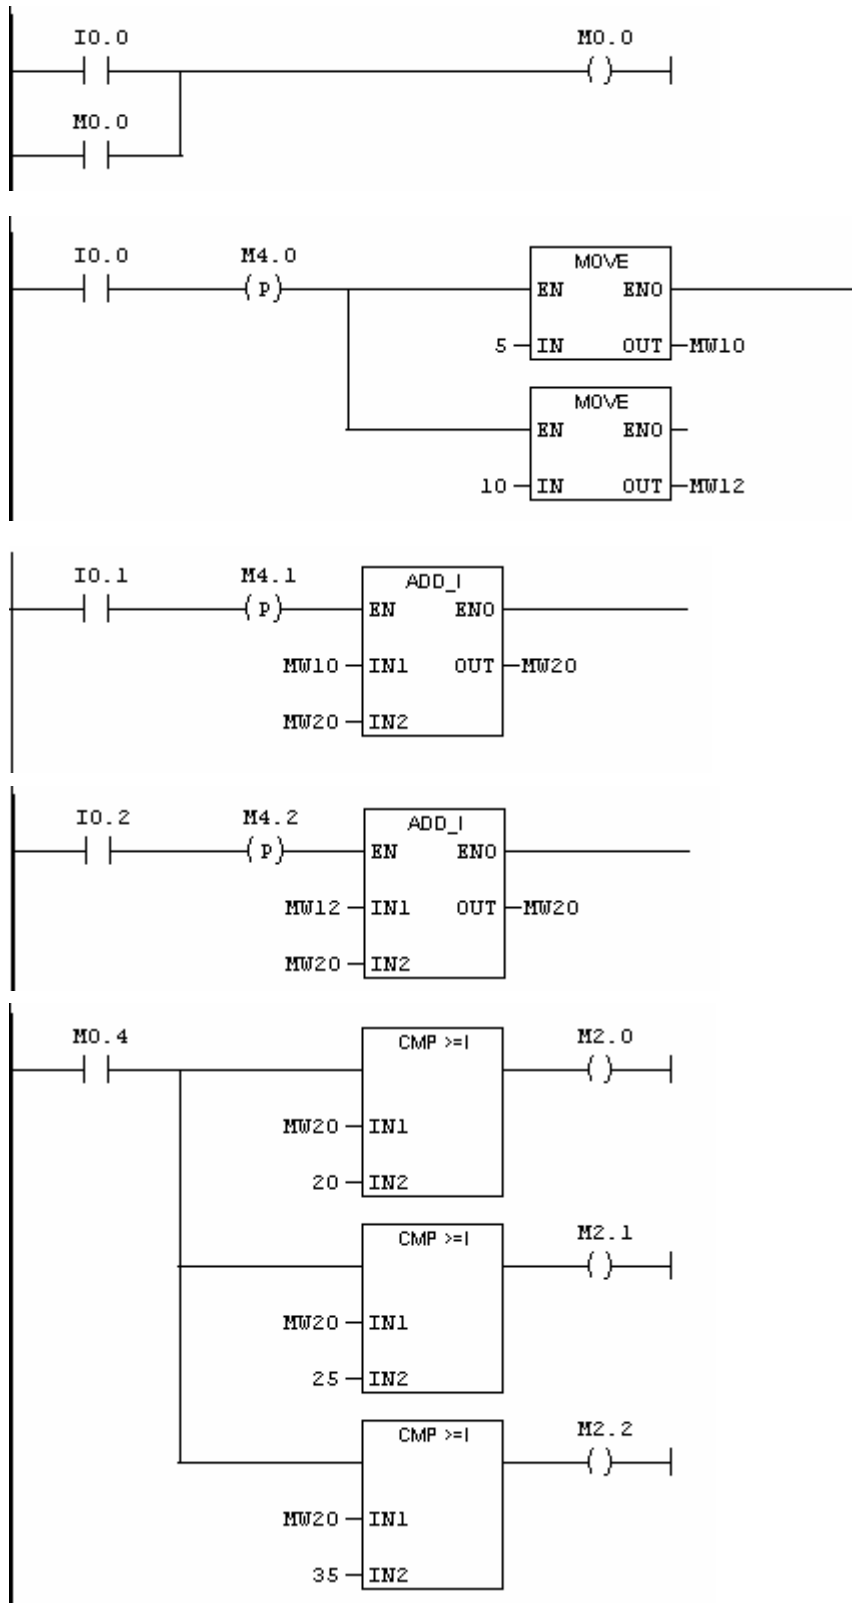 I0.0 M0.0
M0.0
I0.0 M4.0 MOVE
P EN ENO
5 IN OUT MW10
MOVE
EN ENO
10 IN OUT MW12
I0.1 M4.1 ADD_I
P EN ENO
MW10 IN1 OUT MW20
MW20 IN2
I0.2 M4.2 ADD_I
P EN ENO
MW12 IN1 OUT MW20
MW20 IN2
M0.4 CMP >=I M2.0
MW20 IN1
20 IN2
CMP >=I M2.1
MW20 IN1
25 IN2
CMP >=I M2.2
MW20 IN1
35 IN2